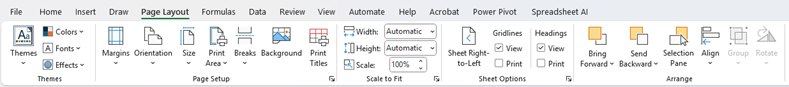 File Home Insert Draw Page Layout Formulas Data Review View Automate Help Acrobat Power Pivot Spreadsheet AI
Themes
Colors
Fonts
Effects
Themes
Margins
Orientation
Size
Print
Area
Breaks
Background
Print
Titles
Page Setup
Width: Automatic
Height: Automatic
Scale: 100%
Scale to Fit
Sheet Right-
to-Left
Gridlines
View
Print
Headings
View
Print
Sheet Options
Bring
Forward
Send
Backward
Selection
Pane
Align
Group
Rotate
Arrange